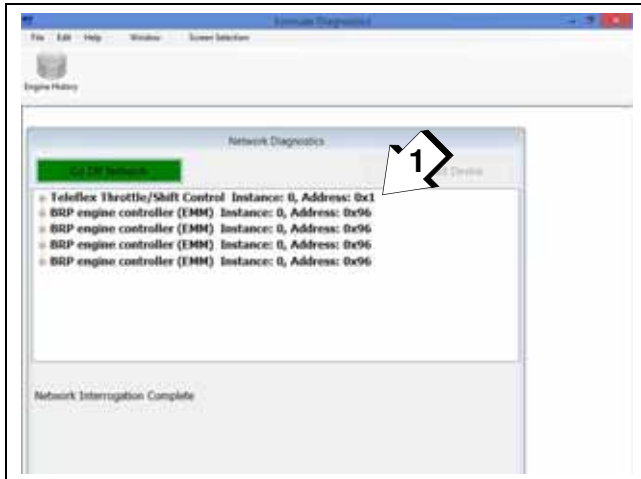 Evinrude Diagnostics
File Edit Help Window Screen Selection
Engine History
Network Diagnostics
Go Off Network
Device
1
Teleflex Throttle/Shift Control Instance: 0, Address: 0x1
BRP engine controller (EMM) Instance: 0, Address: 0x96
BRP engine controller (EMM) Instance: 0, Address: 0x96
BRP engine controller (EMM) Instance: 0, Address: 0x96
BRP engine controller (EMM) Instance: 0, Address: 0x96
Network Interrogation Complete